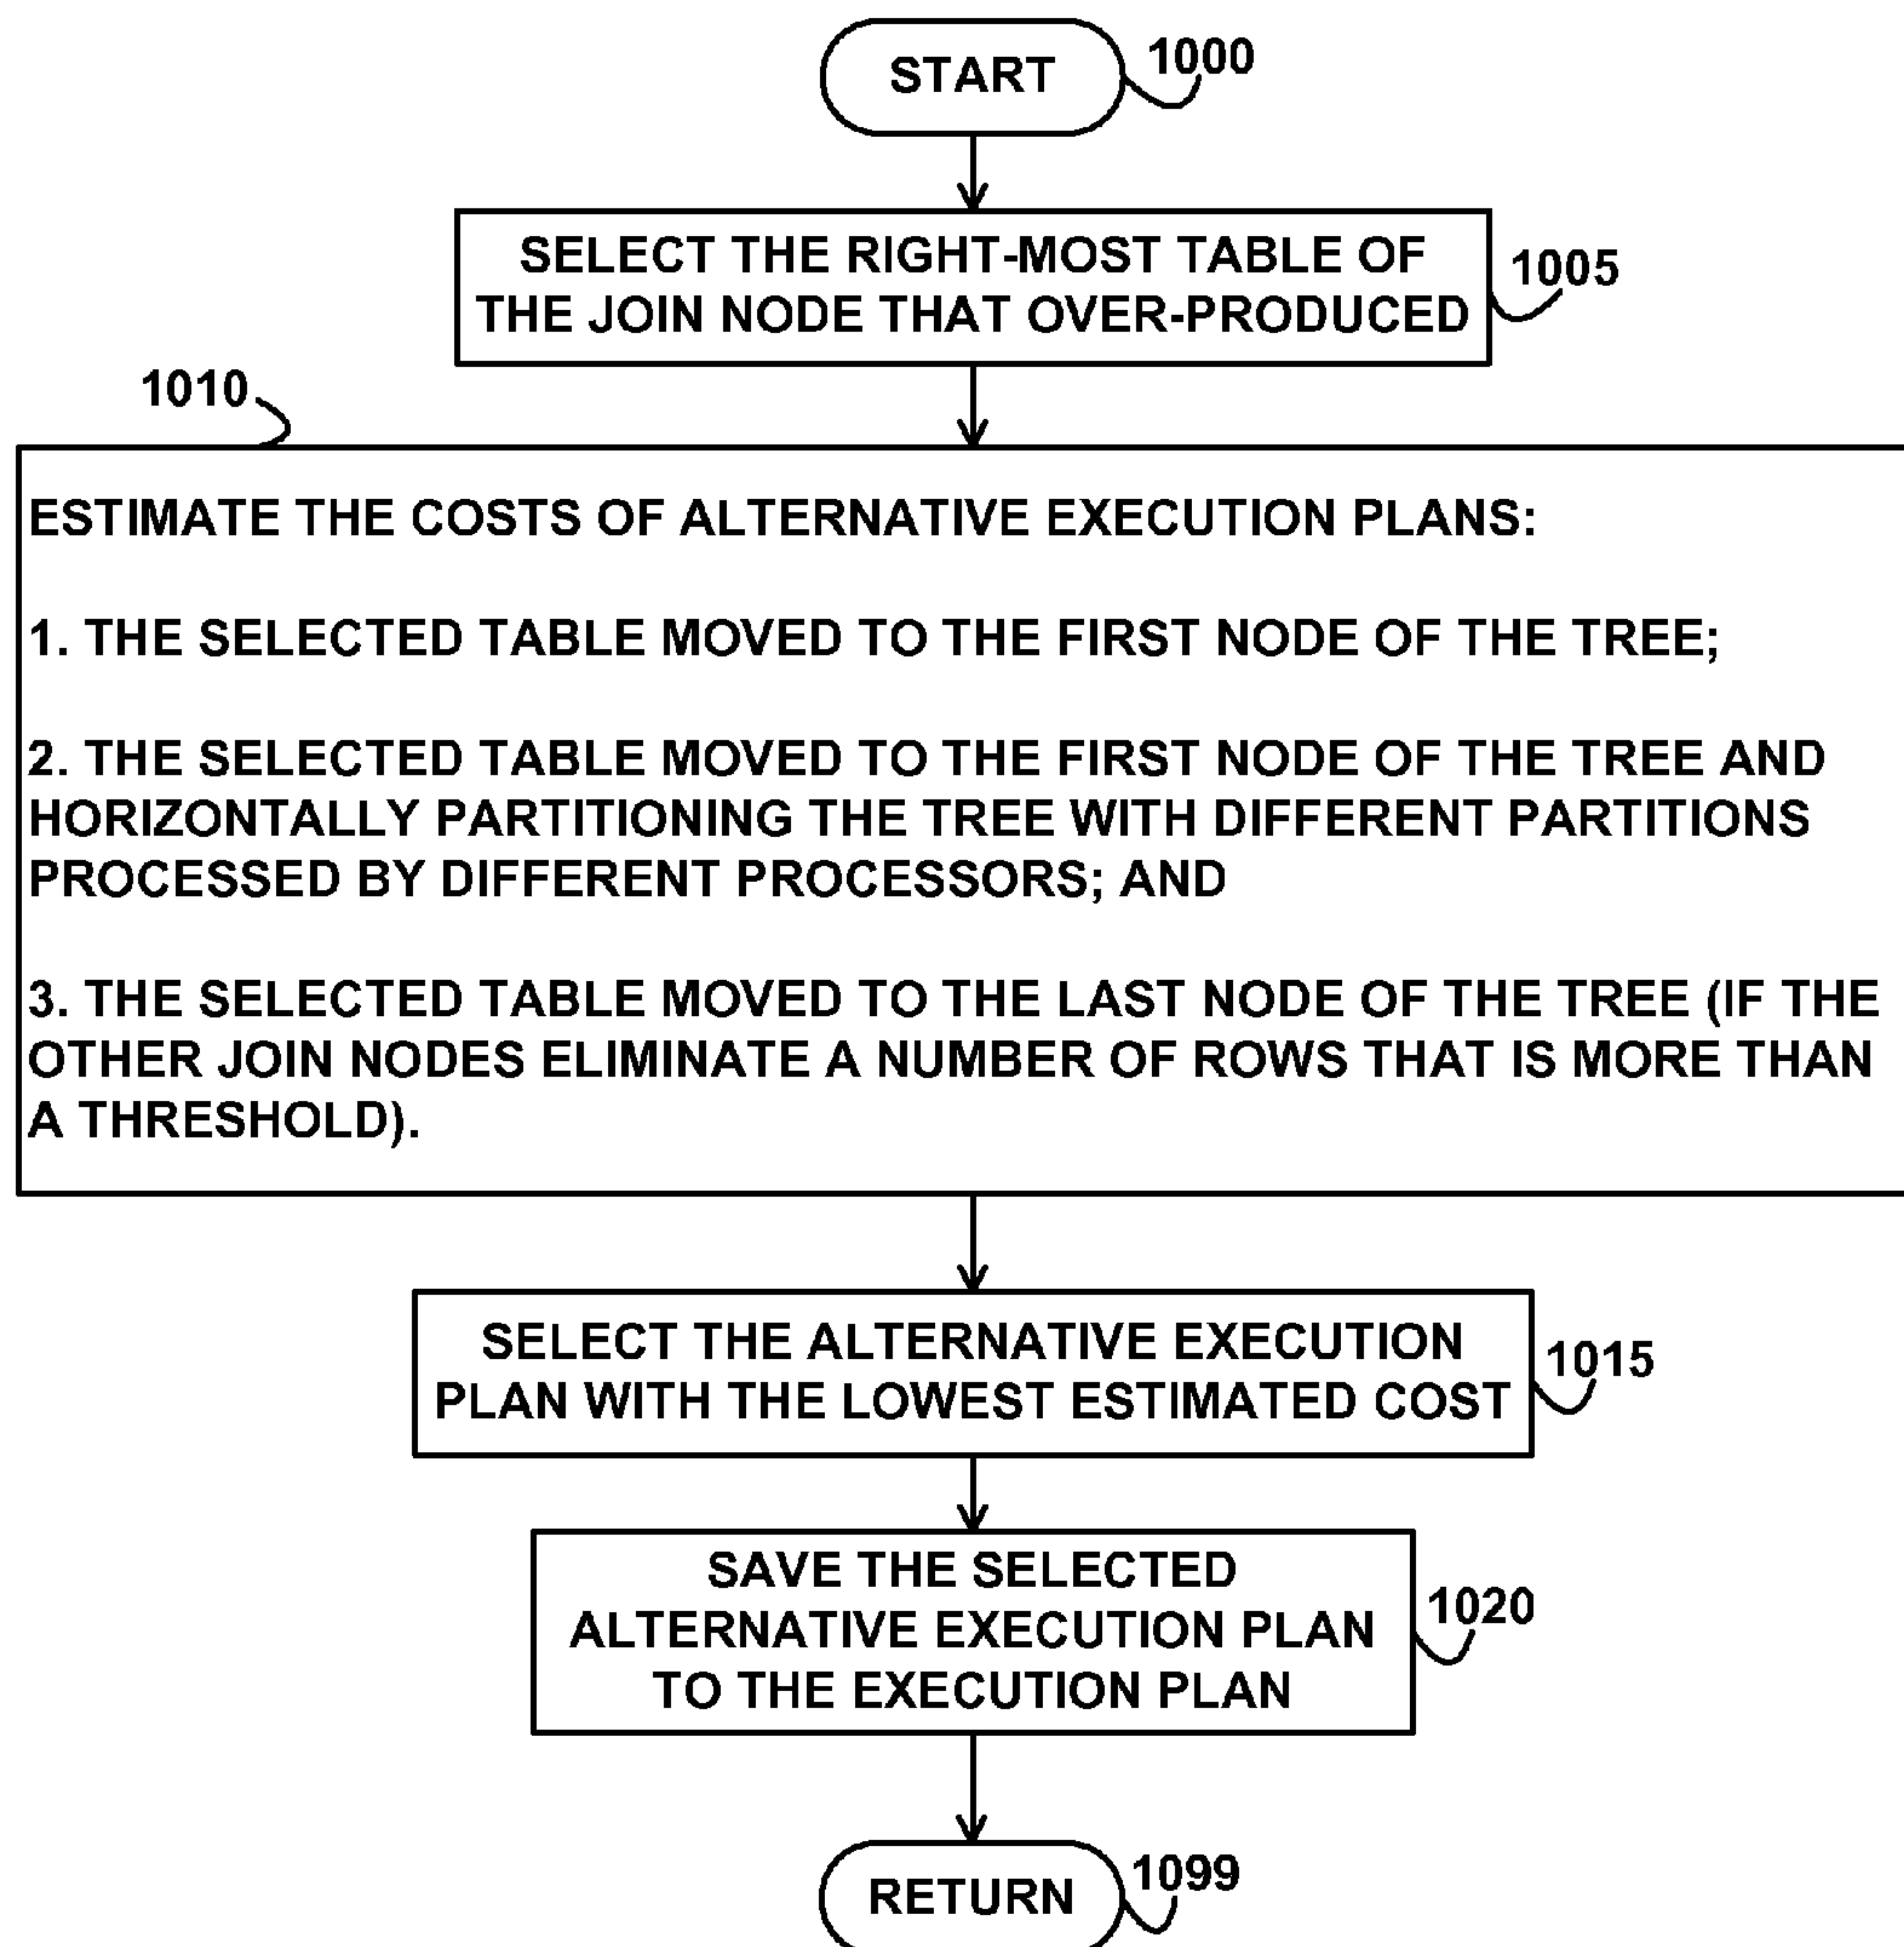 START
1000
SELECT THE RIGHT-MOST TABLE OF
THE JOIN NODE THAT OVER-PRODUCED
1005
1010
ESTIMATE THE COSTS OF ALTERNATIVE EXECUTION PLANS:
1. THE SELECTED TABLE MOVED TO THE FIRST NODE OF THE TREE;
2. THE SELECTED TABLE MOVED TO THE FIRST NODE OF THE TREE AND
HORIZONTALLY PARTITIONING THE TREE WITH DIFFERENT PARTITIONS
PROCESSED BY DIFFERENT PROCESSORS; AND
3. THE SELECTED TABLE MOVED TO THE LAST NODE OF THE TREE (IF THE
OTHER JOIN NODES ELIMINATE A NUMBER OF ROWS THAT IS MORE THAN
A THRESHOLD).
SELECT THE ALTERNATIVE EXECUTION
PLAN WITH THE LOWEST ESTIMATED COST
1015
SAVE THE SELECTED
ALTERNATIVE EXECUTION PLAN
TO THE EXECUTION PLAN
1020
RETURN
1099